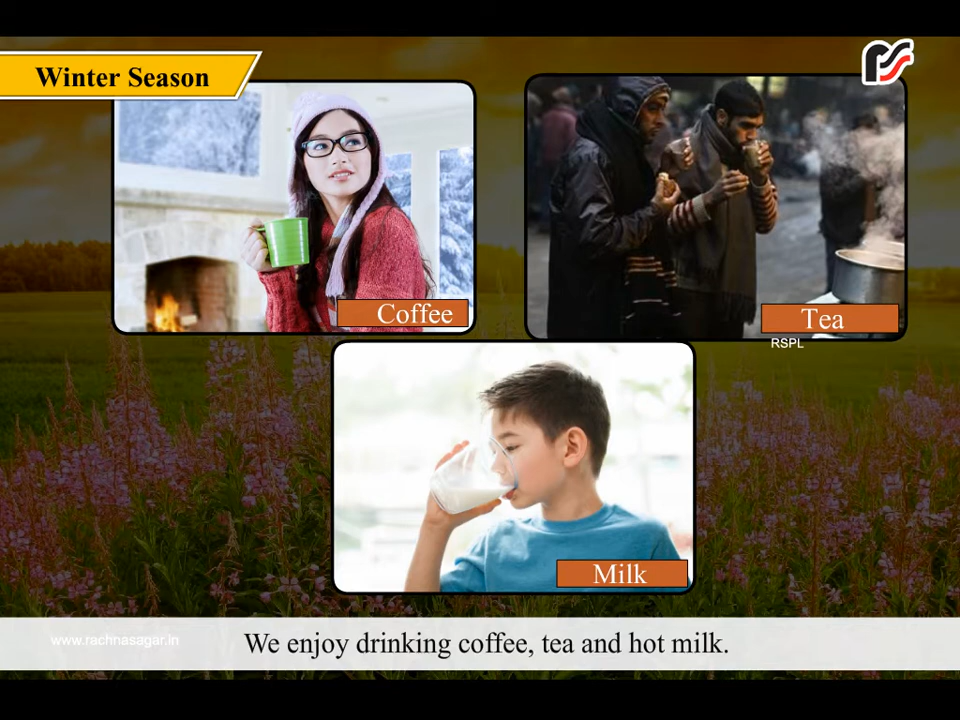 Winter Season
Coffee
Tea
RSPL
Milk
www.rachnasagar.in
We enjoy drinking coffee, tea and hot milk.